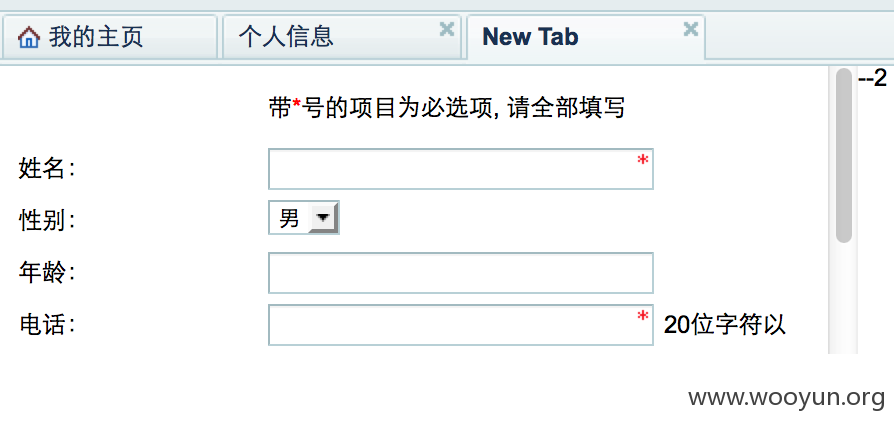 我的主页 个人信息 New Tab
--2
带*号的项目为必选项, 请全部填写
姓名: *
性别: 男
年龄:
电话: * 20位字符以
www.wooyun.org